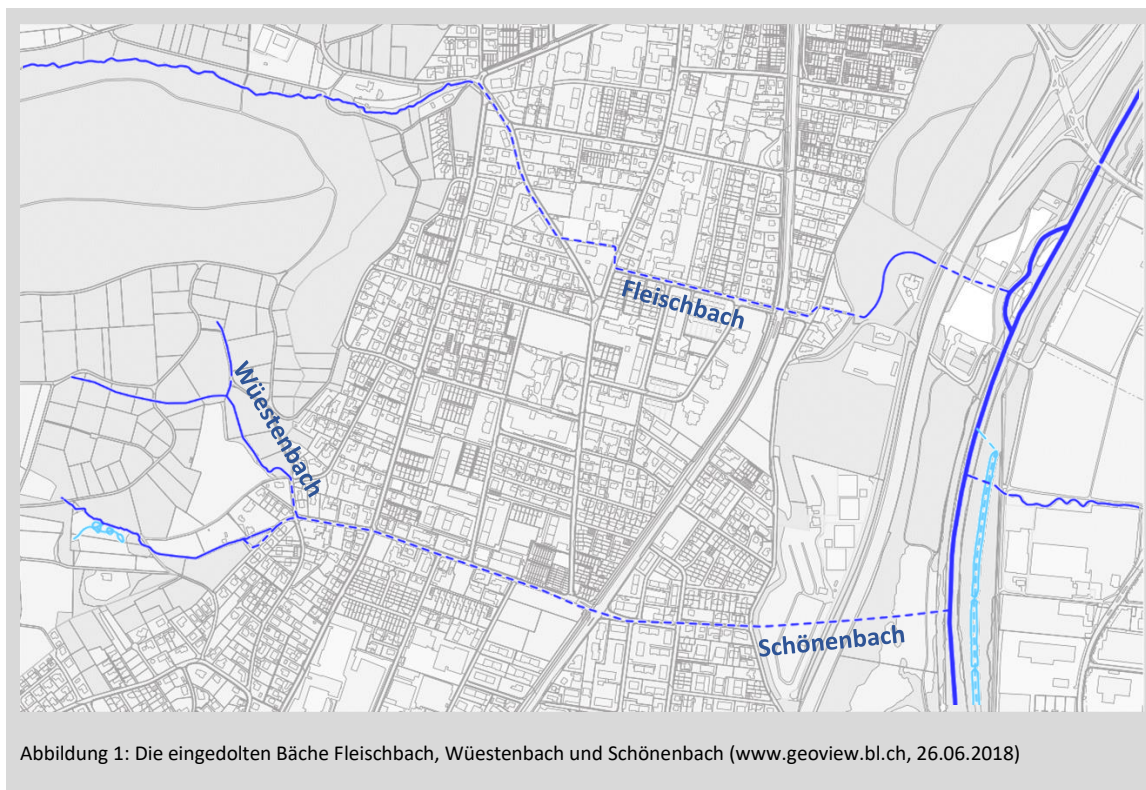 Fleischbach
Wüestenbach
Schönenbach
Abbildung 1: Die eingedolten Bäche Fleischbach, Wüestenbach und Schönenbach (www.geoview.bl.ch, 26.06.2018)